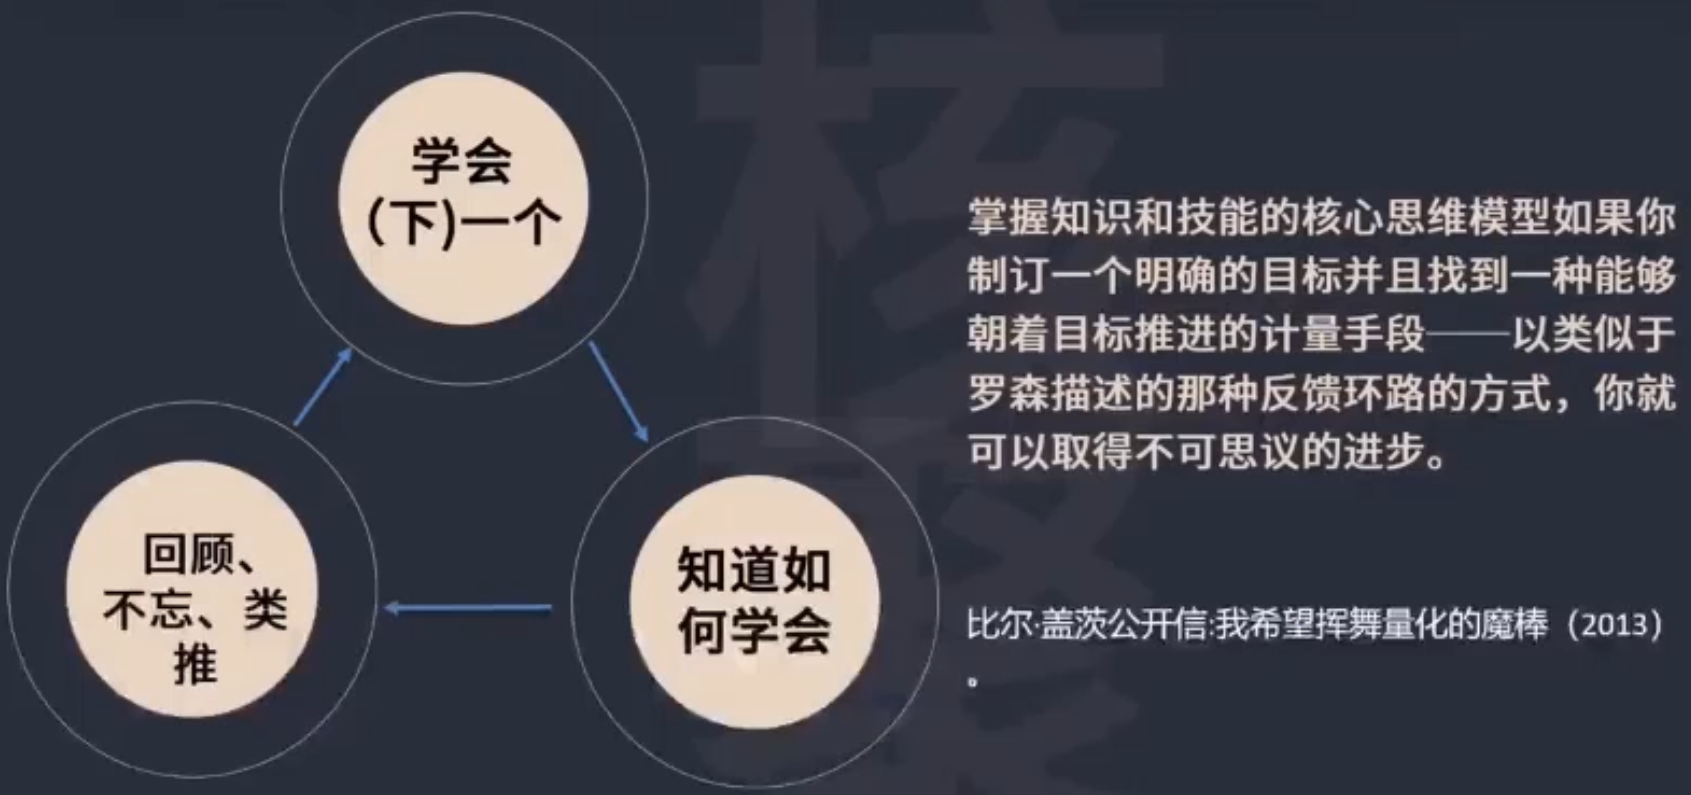 学会
(下)一个
回顾、
不忘、类
推
知道如
何学会
掌握知识和技能的核心思维模型如果你
制订一个明确的目标并且找到一种能够
朝着目标推进的计量手段——以类似于
罗森描述的那种反馈环路的方式，你就
可以取得不可思议的进步。
比尔·盖茨公开信:我希望挥舞量化的魔棒（2013）
。
核